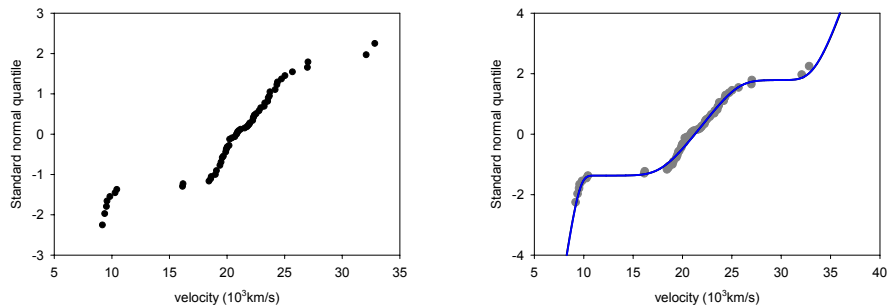 3
2
1
0
-1
-2
-3
Standard normal quantile
5 10 15 20 25 30 35
velocity (10³km/s)
4
2
0
-2
-4
Standard normal quantile
5 10 15 20 25 30 35 40
velocity (10³km/s)